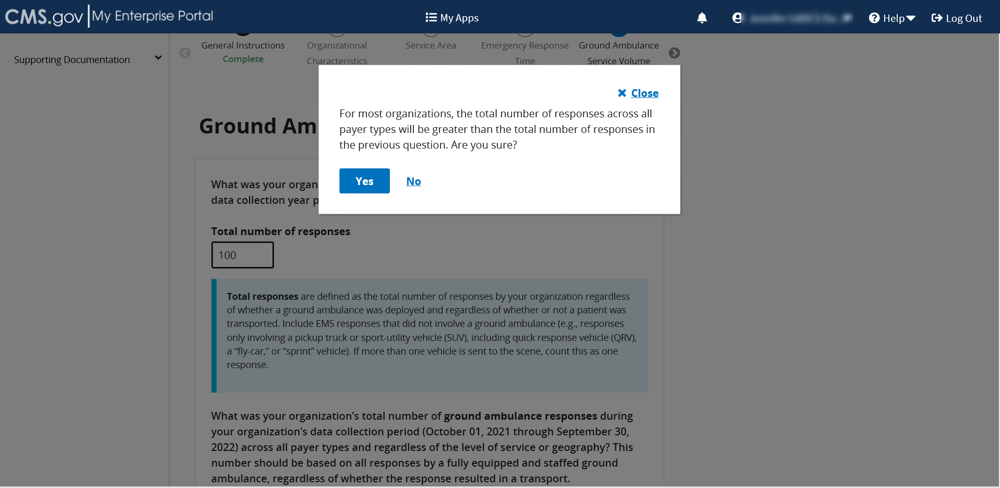 CMS.gov My Enterprise Portal
My Apps
Help
Log Out
Supporting Documentation
General Instructions
Complete
Organizational
Characteristics
Service Area
Emergency Response
Time
Ground Ambulance
Service Volume
Close
For most organizations, the total number of responses across all
payer types will be greater than the total number of responses in
the previous question. Are you sure?
Yes
No
Ground Am
What was your organ
data collection year p
Total number of responses
100
Total responses are defined as the total number of responses by your organization regardless
of whether a ground ambulance was deployed and regardless of whether or not a patient was
transported. Include EMS responses that did not involve a ground ambulance (e.g., responses
only involving a pickup truck or sport-utility vehicle (SUV), including quick response vehicle (QRV),
a “fly-car,” or “sprint” vehicle). If more than one vehicle is sent to the scene, count this as one
response.
What was your organization’s total number of ground ambulance responses during
your organization’s data collection period (October 01, 2021 through September 30,
2022) across all payer types and regardless of the level of service or geography? This
number should be based on all responses by a fully equipped and staffed ground
ambulance, regardless of whether the response resulted in a transport.